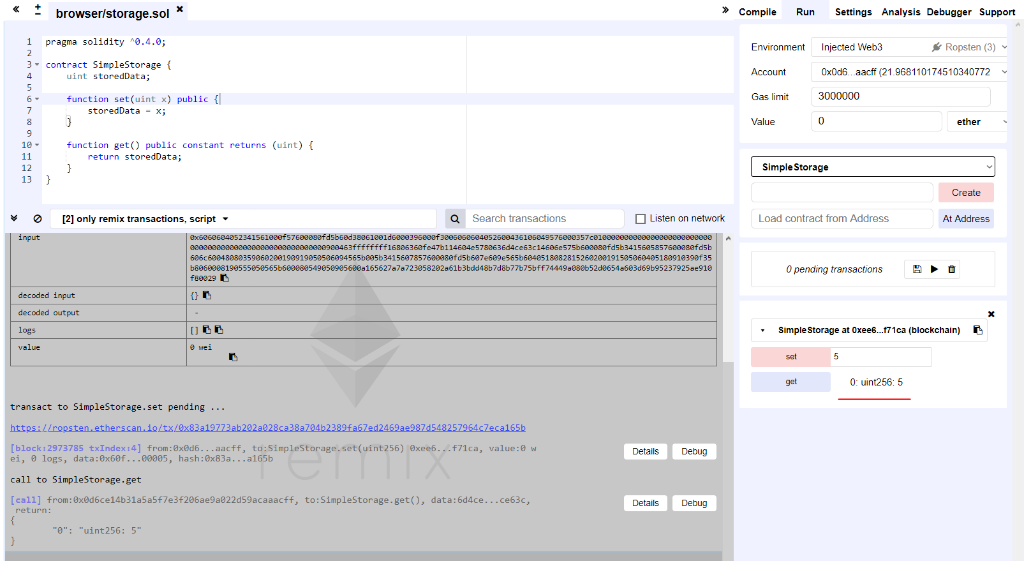 browser/storage.sol
Compile Run Settings Analysis Debugger Support
1 pragma solidity ^0.4.0;
2
3 contract SimpleStorage {
4 uint storedData;
5
6 function set(uint x) public {
7 storedData = x;
8 }
9
10 function get() public constant returns (uint) {
11 return storedData;
12 }
13 }
[2] only remix transactions, script
Search transactions
Listen on network
input
decoded input {}
decoded output -
logs []
value 0 wei
transact to SimpleStorage.set pending ...
https://ropsten.etherscan.io/tx/0x83a19773ab202a028ca38a704b2389fa67ed2469ae987d548257964c7eca165b
[block:2973785 txIndex:4] from:0x0d6...aacff, to:SimpleStorage.set(uint256) 0xee6...f71ca, value:0 w
ei, 0 logs, data:0x60f...00005, hash:0x83a...a165b
Details Debug
call to SimpleStorage.get
[call] from:0x0d6ce14b31a5a5f7e3f206ae9a022d59acaaacff, to:SimpleStorage.get(), data:6d4ce...ce63c,
return:
{
"0": "uint256: 5"
}
Details Debug
remix
Environment Injected Web3 Ropsten (3)
Account 0x0d6...aacff (21.968110174510340772
Gas limit 3000000
Value 0 ether
SimpleStorage
Create
Load contract from Address At Address
0 pending transactions
SimpleStorage at 0xee6...f71ca (blockchain)
set 5
get 0: uint256: 5